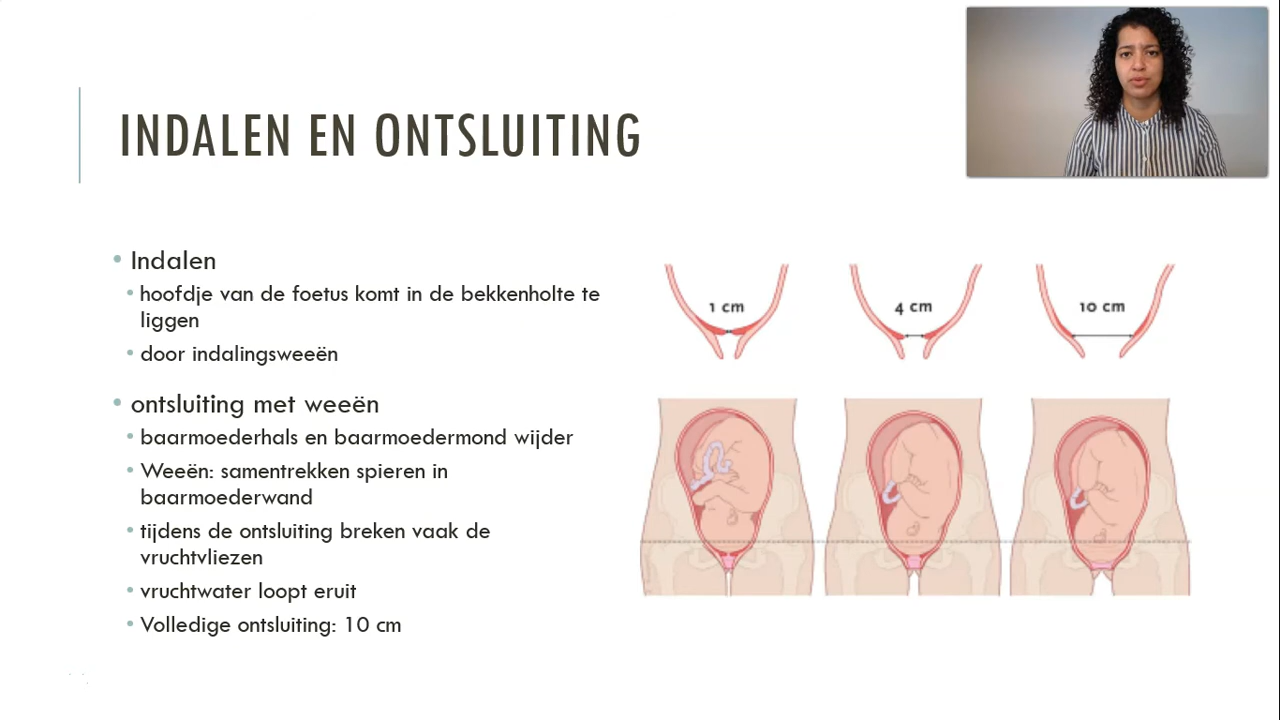 INDALEN EN ONTSLUITING
Indalen
hoofdje van de foetus komt in de bekkenholte te
liggen
door indalingsweeën
ontsluiting met weeën
baarmoederhals en baarmoedermond wijder
Weeën: samentrekken spieren in
baarmoederwand
tijdens de ontsluiting breken vaak de
vruchtvliezen
vruchtwater loopt eruit
Volledige ontsluiting: 10 cm
1 cm
4 cm
10 cm